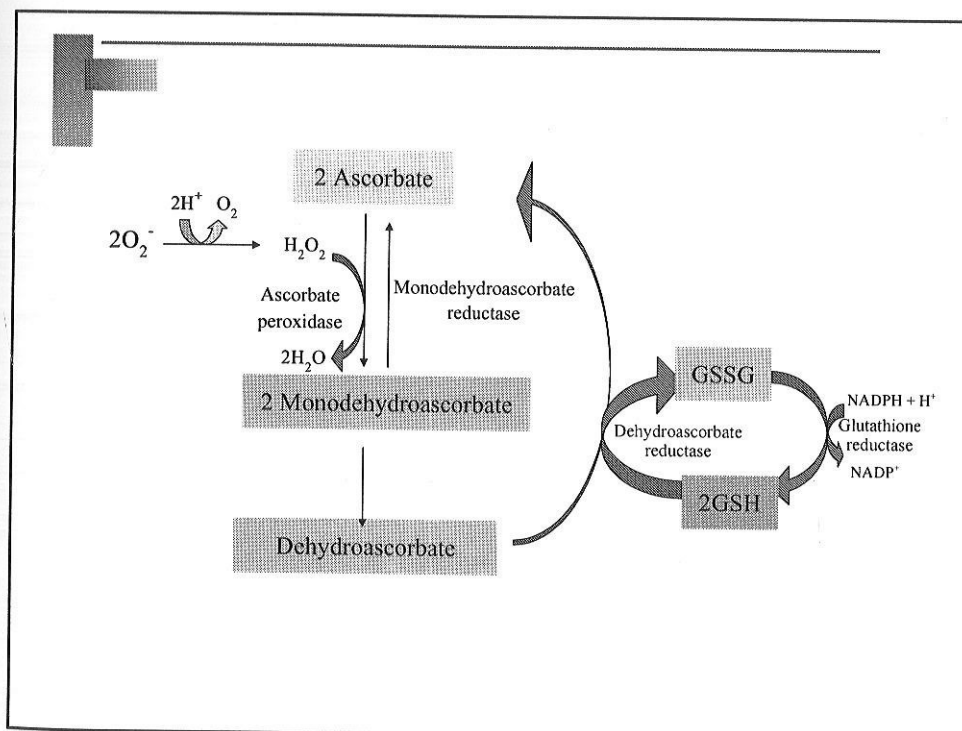 2 Ascorbate
2H⁺ O₂
2O₂⁻
H₂O₂
Ascorbate
peroxidase
Monodehydroascorbate
reductase
2H₂O
2 Monodehydroascorbate
GSSG
NADPH + H⁺
Glutathione
reductase
NADP⁺
Dehydroascorbate
reductase
2GSH
Dehydroascorbate